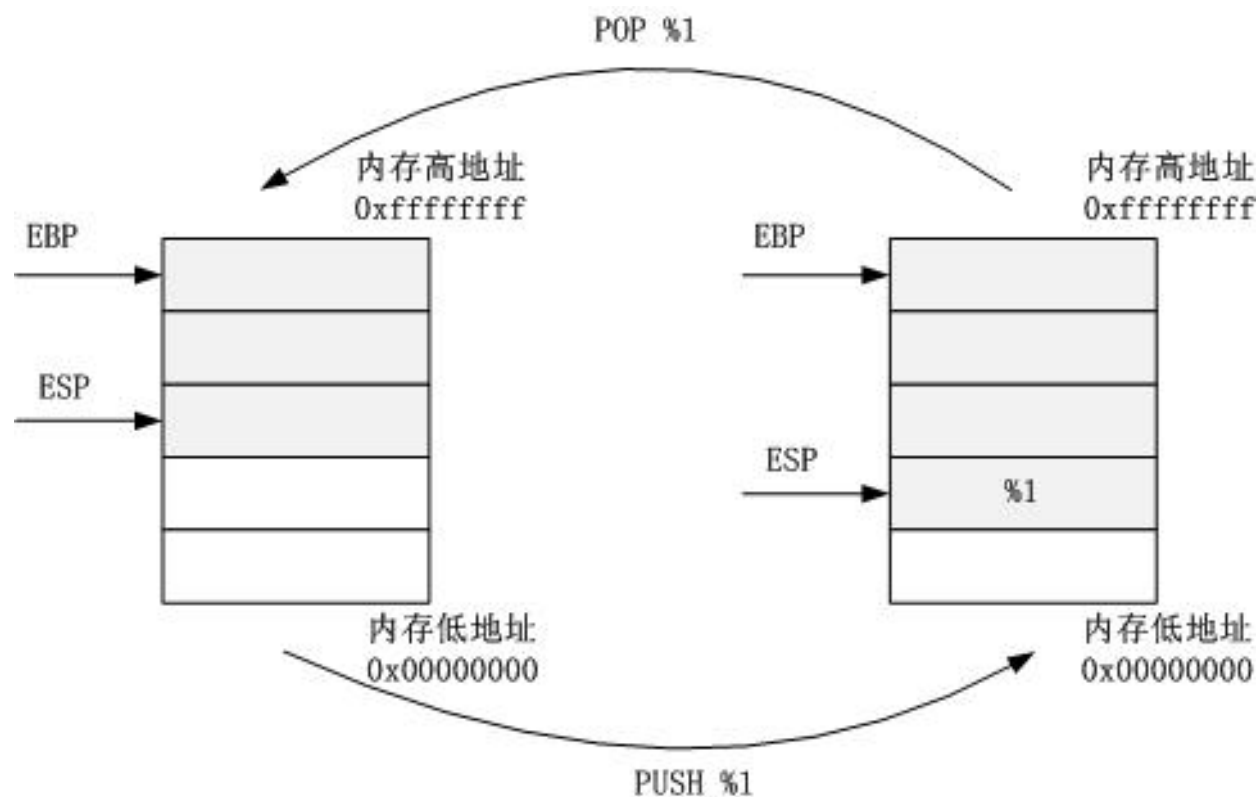 POP %1
内存高地址
0xffffffff
EBP
ESP
内存低地址
0x00000000
内存高地址
0xffffffff
EBP
ESP
%1
内存低地址
0x00000000
PUSH %1